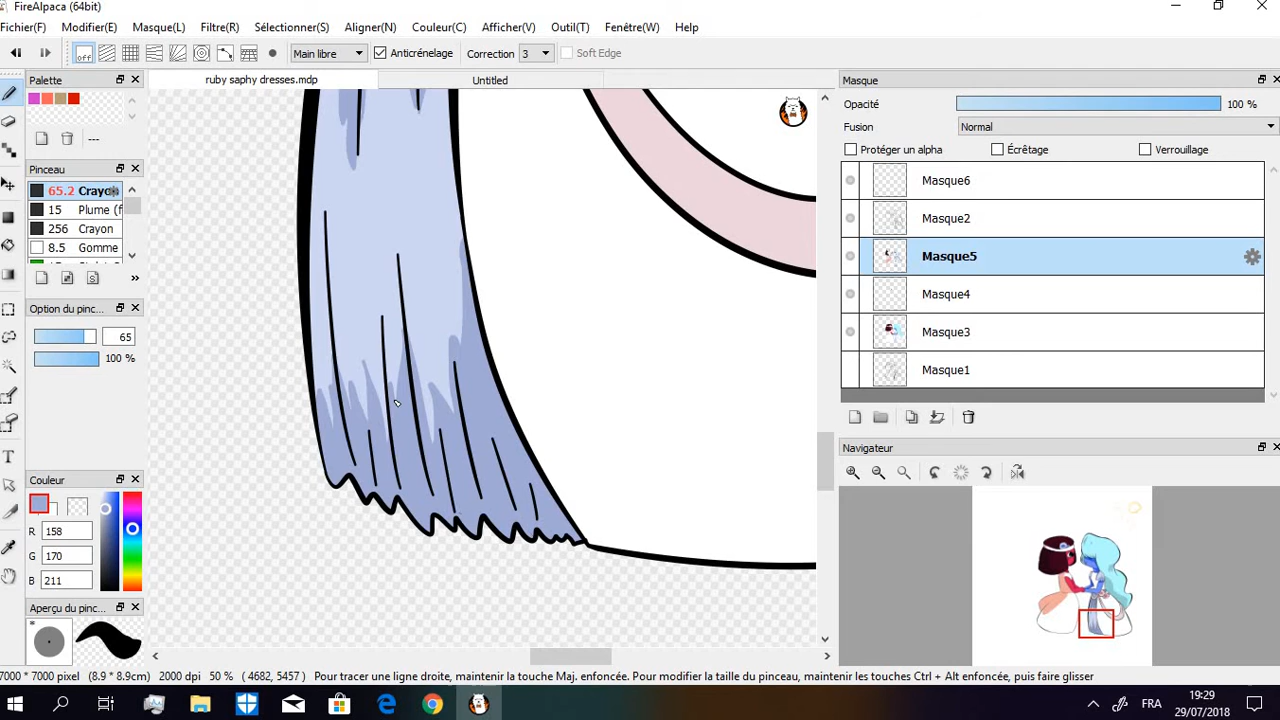 FireAlpaca (64bit)
Fichier(F) Modifier(E) Masque(L) Filtre(R) Sélectionner(S) Aligner(N) Couleur(C) Afficher(V) Outil(T) Fenêtre(W) Help
off Main libre Anticrénelage Correction 3 Soft Edge
Palette
ruby saphy dresses.mdp
Untitled
Masque
Opacité 100 %
Fusion Normal
Protéger un alpha Écrêtage Verrouillage
---
Pinceau
65.2 Crayon
15 Plume (f
256 Crayon
8.5 Gomme
Masque6
Masque2
Masque5
Masque4
Masque3
Masque1
Option du pinc...
65
100 %
Navigateur
Couleur
R 158
G 170
B 211
Aperçu du pinc...
*
7000 * 7000 pixel (8.9 * 8.9cm) 2000 dpi 50 % (4682, 5457) Pour tracer une ligne droite, maintenir la touche Maj. enfoncée. Pour modifier la taille du pinceau, maintenir les touches Ctrl + Alt enfoncée, puis faire glisser
FRA
19:29
29/07/2018